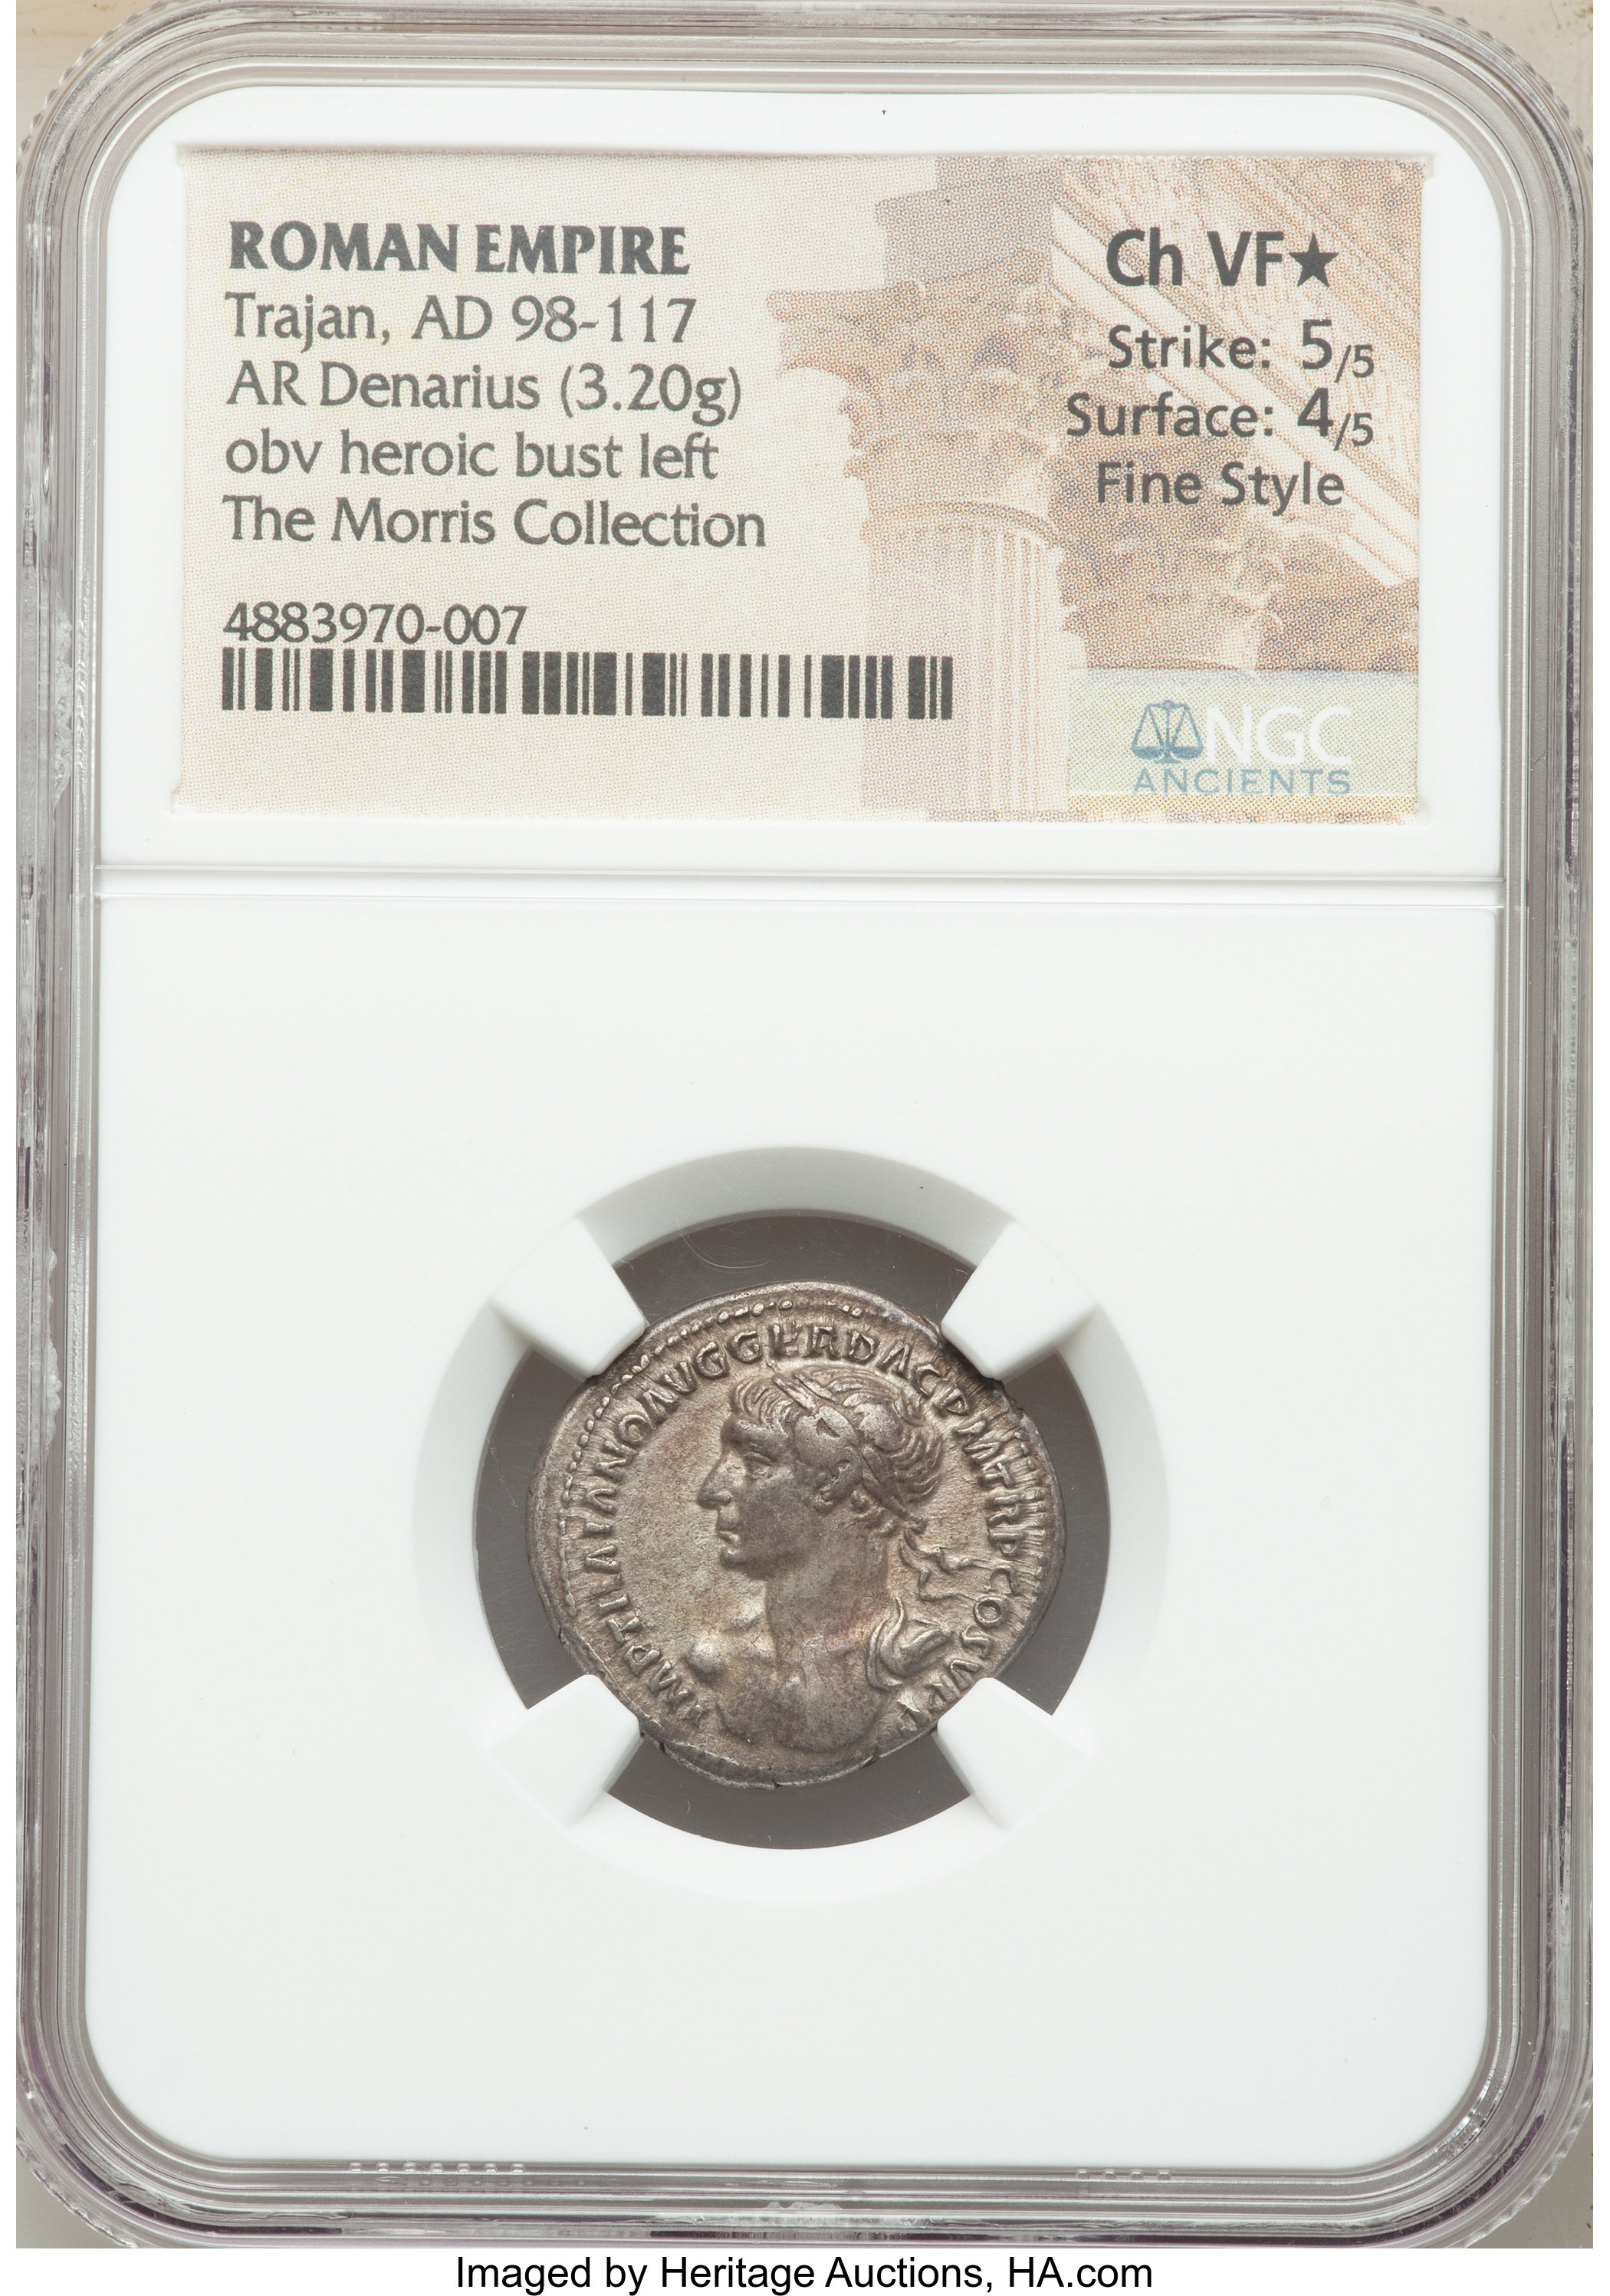 ROMAN EMPIRE
Trajan, AD 98-117
AR Denarius (3.20g)
obv heroic bust left
The Morris Collection
4883970-007
Ch VF★
Strike: 5/5
Surface: 4/5
Fine Style
NGC
ANCIENTS
IMPTRAIANOAVGGERDACPMTRPCOSVPP
Imaged by Heritage Auctions, HA.com